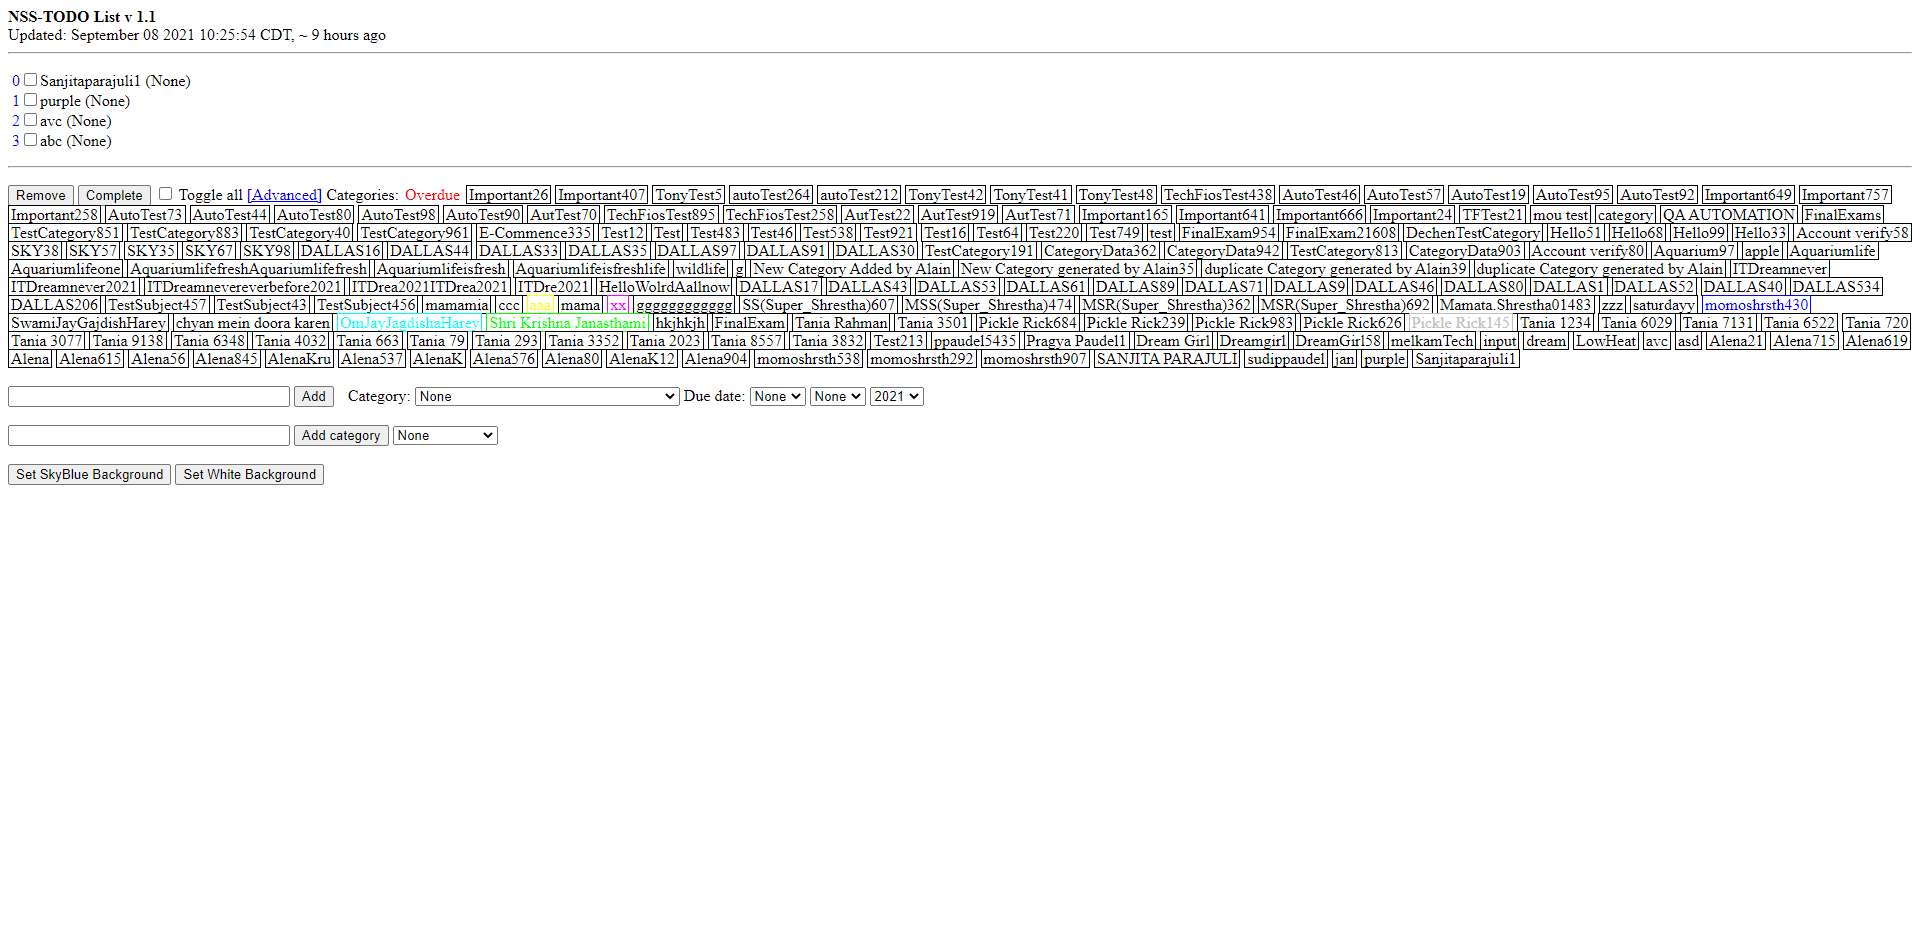 NSS-TODO List v 1.1
Updated: September 08 2021 10:25:54 CDT, ~ 9 hours ago
0 Sanjitaparajuli1 (None)
1 purple (None)
2 avc (None)
3 abc (None)
Remove Complete Toggle all [Advanced] Categories: Overdue Important26 Important407 TonyTest5 autoTest264 autoTest212 TonyTest42 TonyTest41 TonyTest48 TechFiosTest438 AutoTest46 AutoTest57 AutoTest19 AutoTest95 AutoTest92 Important649 Important757
Important258 AutoTest73 AutoTest44 AutoTest80 AutoTest98 AutoTest90 AutTest70 TechFiosTest895 TechFiosTest258 AutTest22 AutTest919 AutTest71 Important165 Important641 Important666 Important24 TFTest21 mou test category QA AUTOMATION FinalExams
TestCategory851 TestCategory883 TestCategory40 TestCategory961 E-Commence335 Test12 Test Test483 Test46 Test538 Test921 Test16 Test64 Test220 Test749 test FinalExam954 FinalExam21608 DechenTestCategory Hello51 Hello68 Hello99 Hello33 Account verify58
SKY38 SKY57 SKY35 SKY67 SKY98 DALLAS16 DALLAS44 DALLAS33 DALLAS35 DALLAS97 DALLAS91 DALLAS30 TestCategory191 CategoryData362 CategoryData942 TestCategory813 CategoryData903 Account verify80 Aquarium97 apple Aquariumlife
Aquariumlifeone AquariumlifefreshAquariumlifefresh Aquariumlifeisfresh Aquariumlifeisfreshlife wildlife g New Category Added by Alain New Category generated by Alain35 duplicate Category generated by Alain39 duplicate Category generated by Alain ITDreamnever
ITDreamnever2021 ITDreamnevereverbefore2021 ITDrea2021ITDrea2021 ITDre2021 HelloWolrdAallnow DALLAS17 DALLAS43 DALLAS53 DALLAS61 DALLAS89 DALLAS71 DALLAS9 DALLAS46 DALLAS80 DALLAS1 DALLAS52 DALLAS40 DALLAS534
DALLAS206 TestSubject457 TestSubject43 TestSubject456 mamamia ccc aaa mama xx gggggggggggg SS(Super_Shrestha)607 MSS(Super_Shrestha)474 MSR(Super_Shrestha)362 MSR(Super_Shrestha)692 Mamata.Shrestha01483 zzz saturdayy momoshrsth430
SwamiJayGajdishHarey chyan mein doora karen OmJayJagdishaHarey Shri Krishna Janasthami hkjhkjh FinalExam Tania Rahman Tania 3501 Pickle Rick684 Pickle Rick239 Pickle Rick983 Pickle Rick626 Pickle Rick145 Tania 1234 Tania 6029 Tania 7131 Tania 6522 Tania 720
Tania 3077 Tania 9138 Tania 6348 Tania 4032 Tania 663 Tania 79 Tania 293 Tania 3352 Tania 2023 Tania 8557 Tania 3832 Test213 ppaudel5435 Pragya Paudel1 Dream Girl Dreamgirl DreamGirl58 melkamTech input dream LowHeat avc asd Alena21 Alena715 Alena619
Alena Alena615 Alena56 Alena845 AlenaKru Alena537 AlenaK Alena576 Alena80 AlenaK12 Alena904 momoshrsth538 momoshrsth292 momoshrsth907 SANJITA PARAJULI sudippaudel jan purple Sanjitaparajuli1
Add Category: None Due date: None None 2021
Add category None
Set SkyBlue Background Set White Background